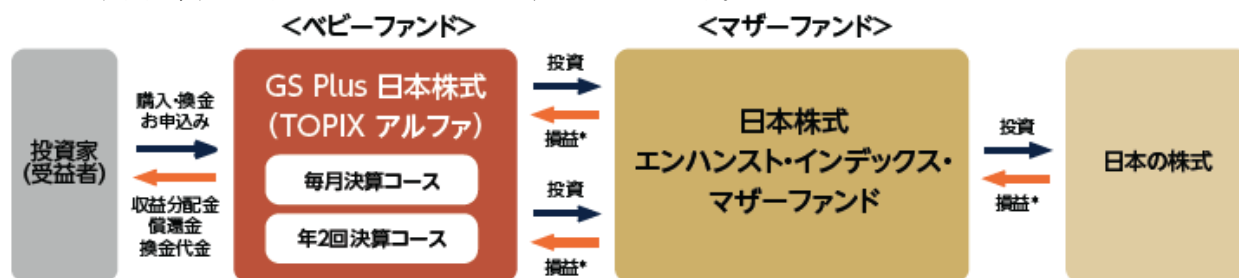 <ベビーファンド>
<マザーファンド>
投資家
(受益者)
購入・換金
お申込み
収益分配金
償還金
換金代金
GS Plus 日本株式
(TOPIX アルファ)
毎月決算コース
年2回決算コース
投資
損益*
投資
損益*
日本株式
エンハンスト・インデックス・
マザーファンド
投資
損益*
日本の株式